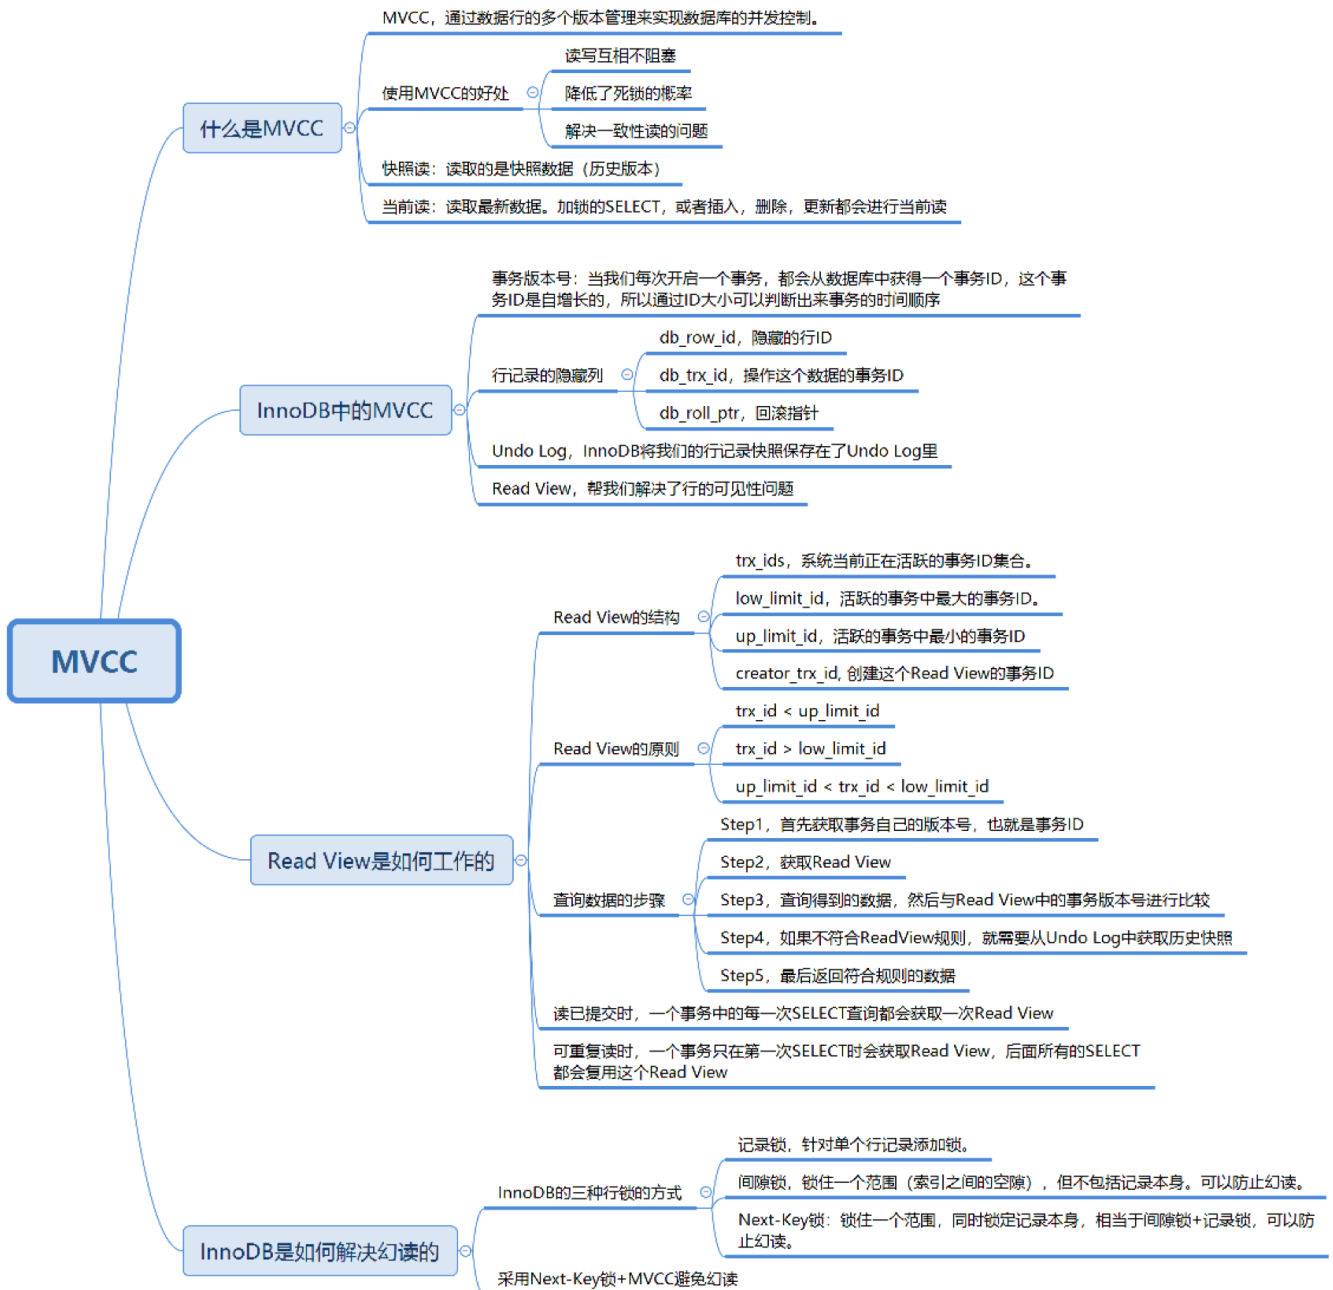 MVCC
什么是MVCC
MVCC，通过数据行的多个版本管理来实现数据库的并发控制。
使用MVCC的好处
读写互相不阻塞
降低了死锁的概率
解决一致性读的问题
快照读：读取的是快照数据（历史版本）
当前读：读取最新数据。加锁的SELECT，或者插入，删除，更新都会进行当前读
InnoDB中的MVCC
事务版本号：当我们每次开启一个事务，都会从数据库中获得一个事务ID，这个事
务ID是自增长的，所以通过ID大小可以判断出来事务的时间顺序
行记录的隐藏列
db_row_id，隐藏的行ID
db_trx_id，操作这个数据的事务ID
db_roll_ptr，回滚指针
Undo Log，InnoDB将我们的行记录快照保存在了Undo Log里
Read View，帮我们解决了行的可见性问题
Read View是如何工作的
Read View的结构
trx_ids，系统当前正在活跃的事务ID集合。
low_limit_id，活跃的事务中最大的事务ID。
up_limit_id，活跃的事务中最小的事务ID
creator_trx_id, 创建这个Read View的事务ID
Read View的原则
trx_id < up_limit_id
trx_id > low_limit_id
up_limit_id < trx_id < low_limit_id
查询数据的步骤
Step1，首先获取事务自己的版本号，也就是事务ID
Step2，获取Read View
Step3，查询得到的数据，然后与Read View中的事务版本号进行比较
Step4，如果不符合ReadView规则，就需要从Undo Log中获取历史快照
Step5，最后返回符合规则的数据
读已提交时，一个事务中的每一次SELECT查询都会获取一次Read View
可重复读时，一个事务只在第一次SELECT时会获取Read View，后面所有的SELECT
都会复用这个Read View
InnoDB是如何解决幻读的
InnoDB的三种行锁的方式
记录锁，针对单个行记录添加锁。
间隙锁，锁住一个范围（索引之间的空隙），但不包括记录本身。可以防止幻读。
Next-Key锁：锁住一个范围，同时锁定记录本身，相当于间隙锁+记录锁，可以防
止幻读。
采用Next-Key锁+MVCC避免幻读